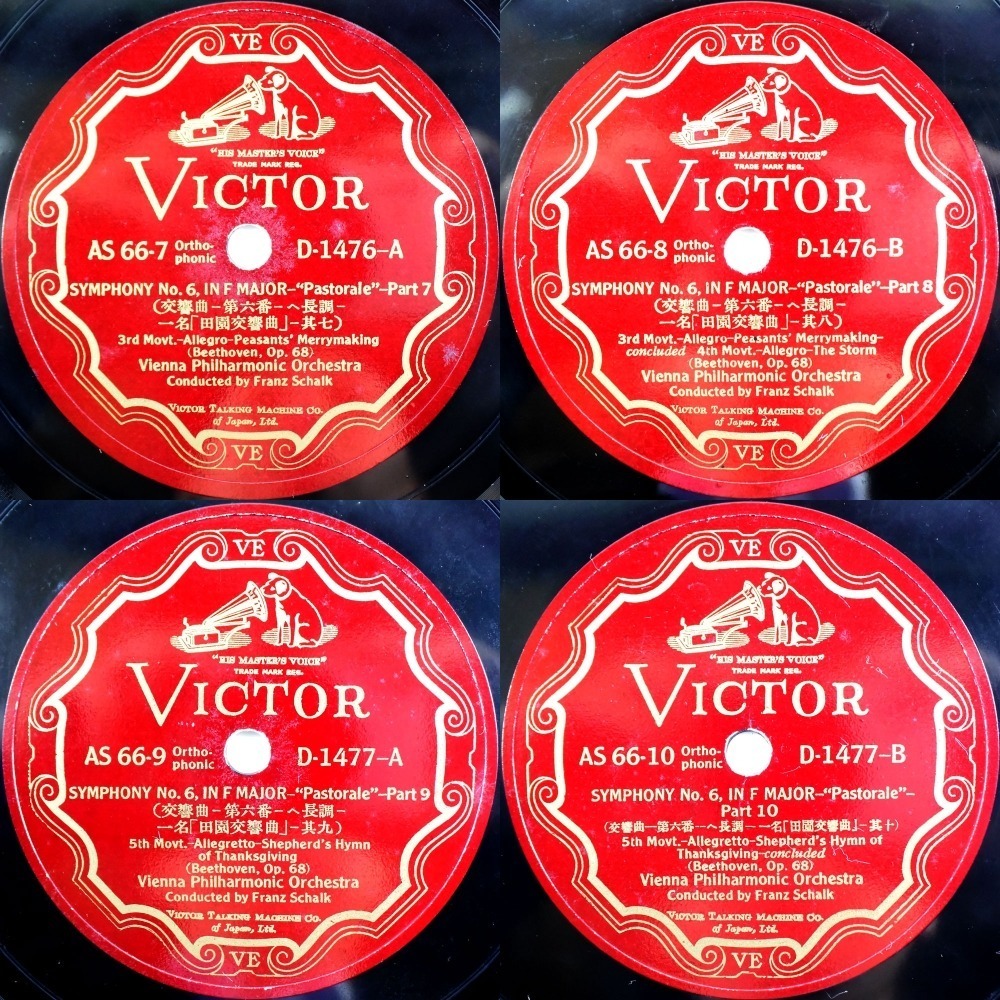 VE
"HIS MASTER'S VOICE"
TRADE MARK REG.
VICTOR
AS 66-7 Ortho-phonic D-1476-A
SYMPHONY No. 6, IN F MAJOR-"Pastorale"-Part 7
(交響曲-第六番-ヘ長調-
一名「田園交響曲」-其七)
3rd Movt.-Allegro-Peasants' Merrymaking
(Beethoven, Op. 68)
Vienna Philharmonic Orchestra
Conducted by Franz Schalk
VICTOR TALKING MACHINE CO.
of Japan, Ltd.
VE
VE
"HIS MASTER'S VOICE"
TRADE MARK REG.
VICTOR
AS 66-8 Ortho-phonic D-1476-B
SYMPHONY No. 6, IN F MAJOR-"Pastorale"-Part 8
(交響曲-第六番-ヘ長調-
一名「田園交響曲」-其八)
3rd Movt.-Allegro-Peasants' Merrymaking-
concluded 4th Movt.-Allegro-The Storm
(Beethoven, Op. 68)
Vienna Philharmonic Orchestra
Conducted by Franz Schalk
VICTOR TALKING MACHINE CO.
of Japan, Ltd.
VE
VE
"HIS MASTER'S VOICE"
TRADE MARK REG.
VICTOR
AS 66-9 Ortho-phonic D-1477-A
SYMPHONY No. 6, IN F MAJOR-"Pastorale"-Part 9
(交響曲-第六番-ヘ長調-
一名「田園交響曲」-其九)
5th Movt.-Allegretto-Shepherd's Hymn
of Thanksgiving
(Beethoven, Op. 68)
Vienna Philharmonic Orchestra
Conducted by Franz Schalk
VICTOR TALKING MACHINE CO.
of Japan, Ltd.
VE
VE
"HIS MASTER'S VOICE"
TRADE MARK REG.
VICTOR
AS 66-10 Ortho-phonic D-1477-B
SYMPHONY No. 6, IN F MAJOR-"Pastorale"-
Part 10
(交響曲-第六番-ヘ長調-一名「田園交響曲」-其十)
5th Movt.-Allegretto-Shepherd's Hymn of
Thanksgiving-concluded
(Beethoven, Op. 68)
Vienna Philharmonic Orchestra
Conducted by Franz Schalk
VICTOR TALKING MACHINE CO.
of Japan, Ltd.
VE